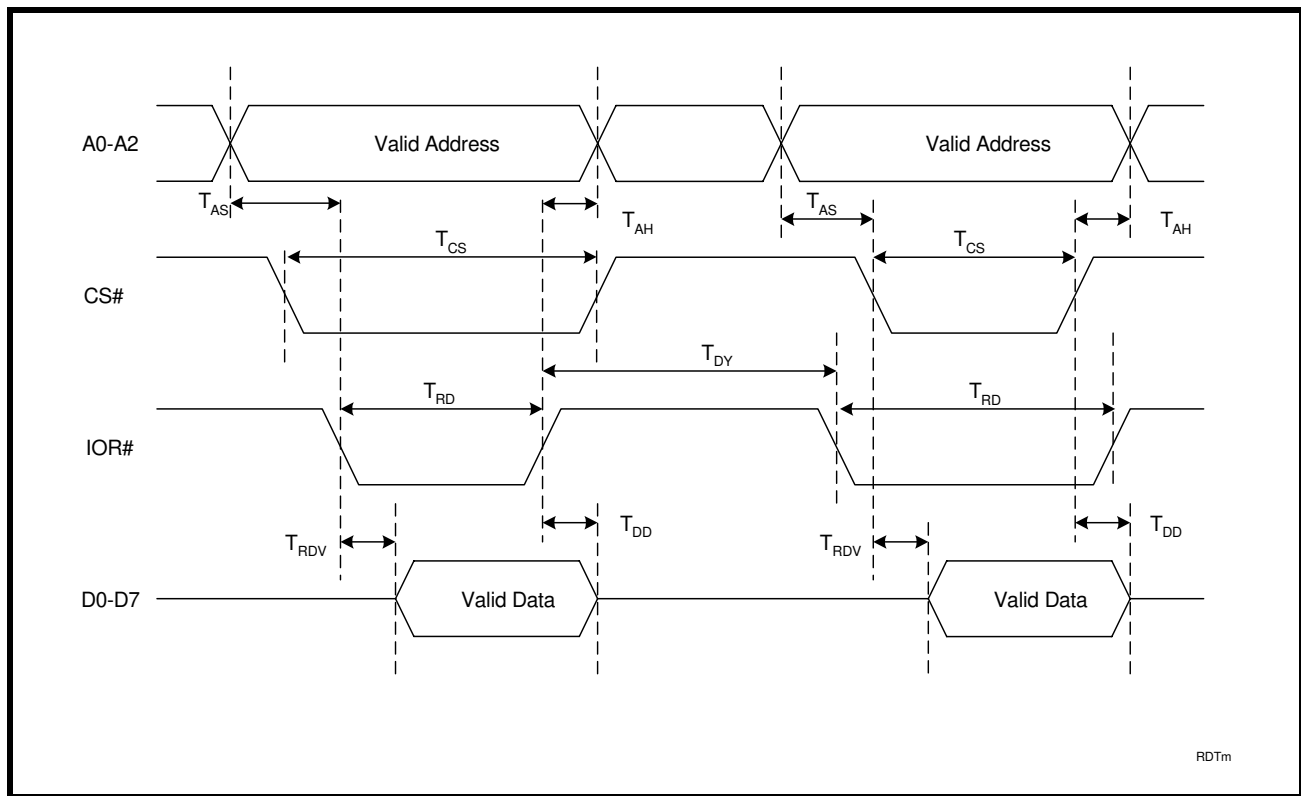 A0-A2
Valid Address
Valid Address
TAS
TAH
TAS
TAH
TCS
TCS
CS#
TDY
TRD
TRD
IOR#
TRDV
TDD
TRDV
TDD
D0-D7
Valid Data
Valid Data
RDTm